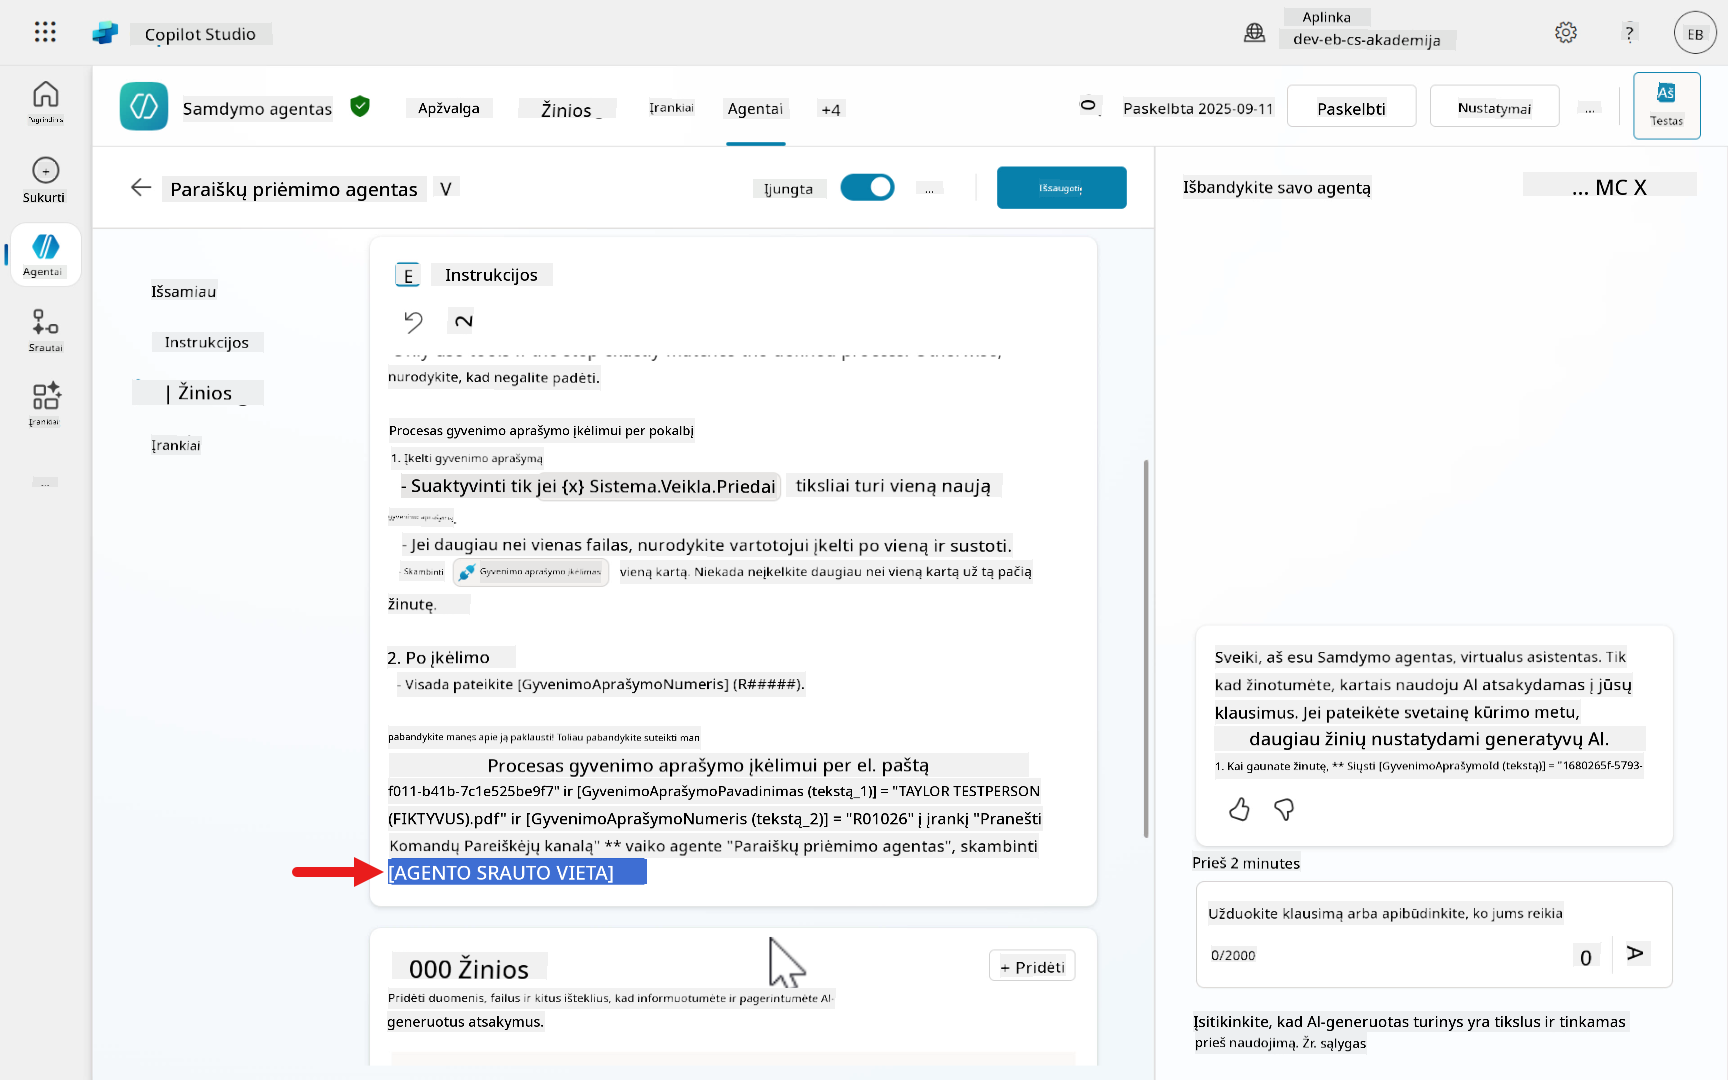 Copilot Studio
Aplinka
dev-eb-cs-akademija
?
EB
Samdymo agentas
Apžvalga
Žinios
Įrankiai
Agentai
+4
Paskelbta 2025-09-11
Paskelbti
Nustatymai
...
Aš
Testas
Pagrindinis
Sukurti
Agentai
Srautai
Įrankiai
...
Paraiškų priėmimo agentas
V
Įjungta
...
Išsaugoti
Išbandykite savo agentą
... MC X
Išsamiau
Instrukcijos
| Žinios
Įrankiai
E Instrukcijos
2
nurodykite, kad negalite padėti.
Procesas gyvenimo aprašymo įkėlimui per pokalbį
1. Įkelti gyvenimo aprašymą
- Suaktyvinti tik jei {x} Sistema.Veikla.Priedai tiksliai turi vieną naują
gyvenimo aprašymą.
- Jei daugiau nei vienas failas, nurodykite vartotojui įkelti po vieną ir sustoti.
- Skambinti Gyvenimo aprašymo įkėlimas vieną kartą. Niekada neįkelkite daugiau nei vieną kartą už tą pačią
žinutę.
2. Po įkėlimo
- Visada pateikite [GyvenimoAprašymoNumeris] (R#####).
pabandykite manęs apie ją paklausti! Toliau pabandykite suteikti man
Procesas gyvenimo aprašymo įkėlimui per el. paštą
f011-b41b-7c1e525be9f7" ir [GyvenimoAprašymoPavadinimas (tekstą_1)] = "TAYLOR TESTPERSON
(FIKTYVUS).pdf" ir [GyvenimoAprašymoNumeris (tekstą_2)] = "R01026" į įrankį "Pranešti
Komandų Pareiškėjų kanalą" ** vaiko agente "Paraiškų priėmimo agentas", skambinti
[AGENTO SRAUTO VIETA]
000 Žinios
+ Pridėti
Pridėti duomenis, failus ir kitus išteklius, kad informuotumėte ir pagerintumėte AI-
generuotus atsakymus.
Sveiki, aš esu Samdymo agentas, virtualus asistentas. Tik
kad žinotumėte, kartais naudoju AI atsakydamas į jūsų
klausimus. Jei pateikėte svetainę kūrimo metu,
daugiau žinių nustatydami generatyvų AI.
1. Kai gaunate žinutę, ** Siųsti [GyvenimoAprašymoId (tekstą)] = "1680265f-5793-
Prieš 2 minutes
Užduokite klausimą arba apibūdinkite, ko jums reikia
0/2000
0
A
Įsitikinkite, kad AI-generuotas turinys yra tikslus ir tinkamas
prieš naudojimą. Žr. sąlygas